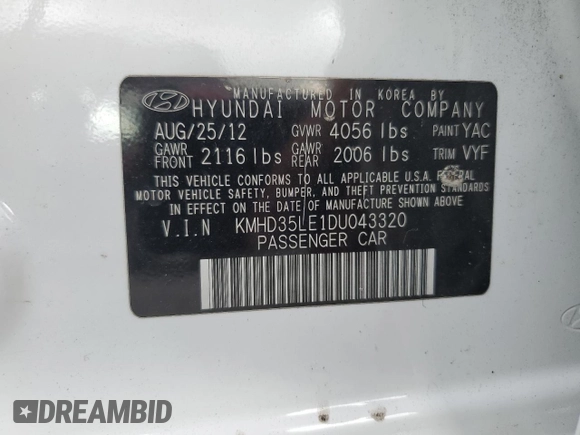 MANUFACTURED IN KOREA BY
HYUNDAI MOTOR COMPANY
AUG/25/12 GVWR 4056 lbs PAINT YAC
GAWR FRONT 2116 lbs GAWR REAR 2006 lbs TRIM VYF
THIS VEHICLE CONFORMS TO ALL U.S.A FEDERAL
MOTOR VEHICLE SAFETY, BUMPER, AND THEFT PREVENTION STANDARDS
IN EFFECT ON THE DATE OF MANUFACTURE SHOWN ABOVE
V.I.N KMHD35LE1DU043320
PASSENGER CAR
DREAMBID